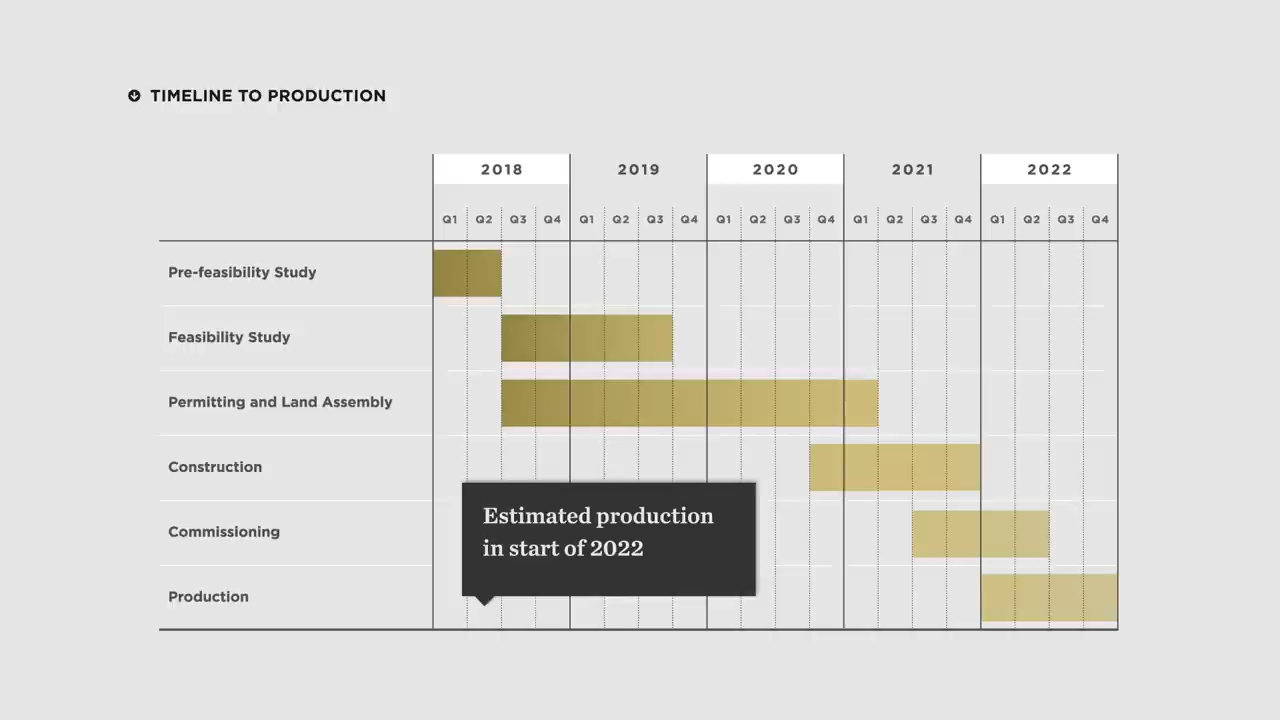 TIMELINE TO PRODUCTION
2018 2019 2020 2021 2022
Q1 Q2 Q3 Q4 Q1 Q2 Q3 Q4 Q1 Q2 Q3 Q4 Q1 Q2 Q3 Q4 Q1 Q2 Q3 Q4
Pre-feasibility Study
Feasibility Study
Permitting and Land Assembly
Construction
Estimated production
in start of 2022
Commissioning
Production